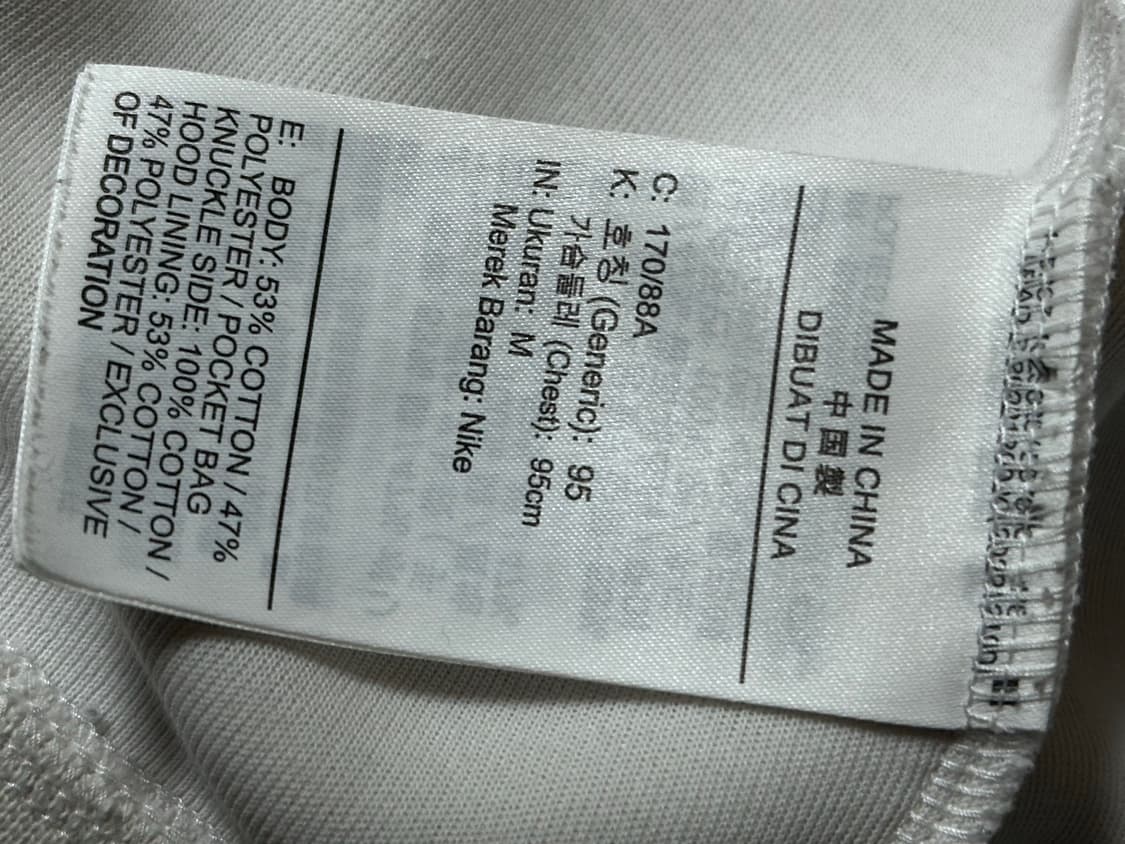 MADE IN CHINA
中国製
DIBUAT DI CINA
C: 170/88A
K: 호칭 (Generic): 95
가슴둘레 (Chest): 95cm
IN: Ukuran: M
Merek Barang: Nike
E: BODY: 53% COTTON / 47%
POLYESTER / POCKET BAG
KNUCKLE SIDE: 100% COTTON /
HOOD LINING: 53% COTTON /
47% POLYESTER / EXCLUSIVE
OF DECORATION